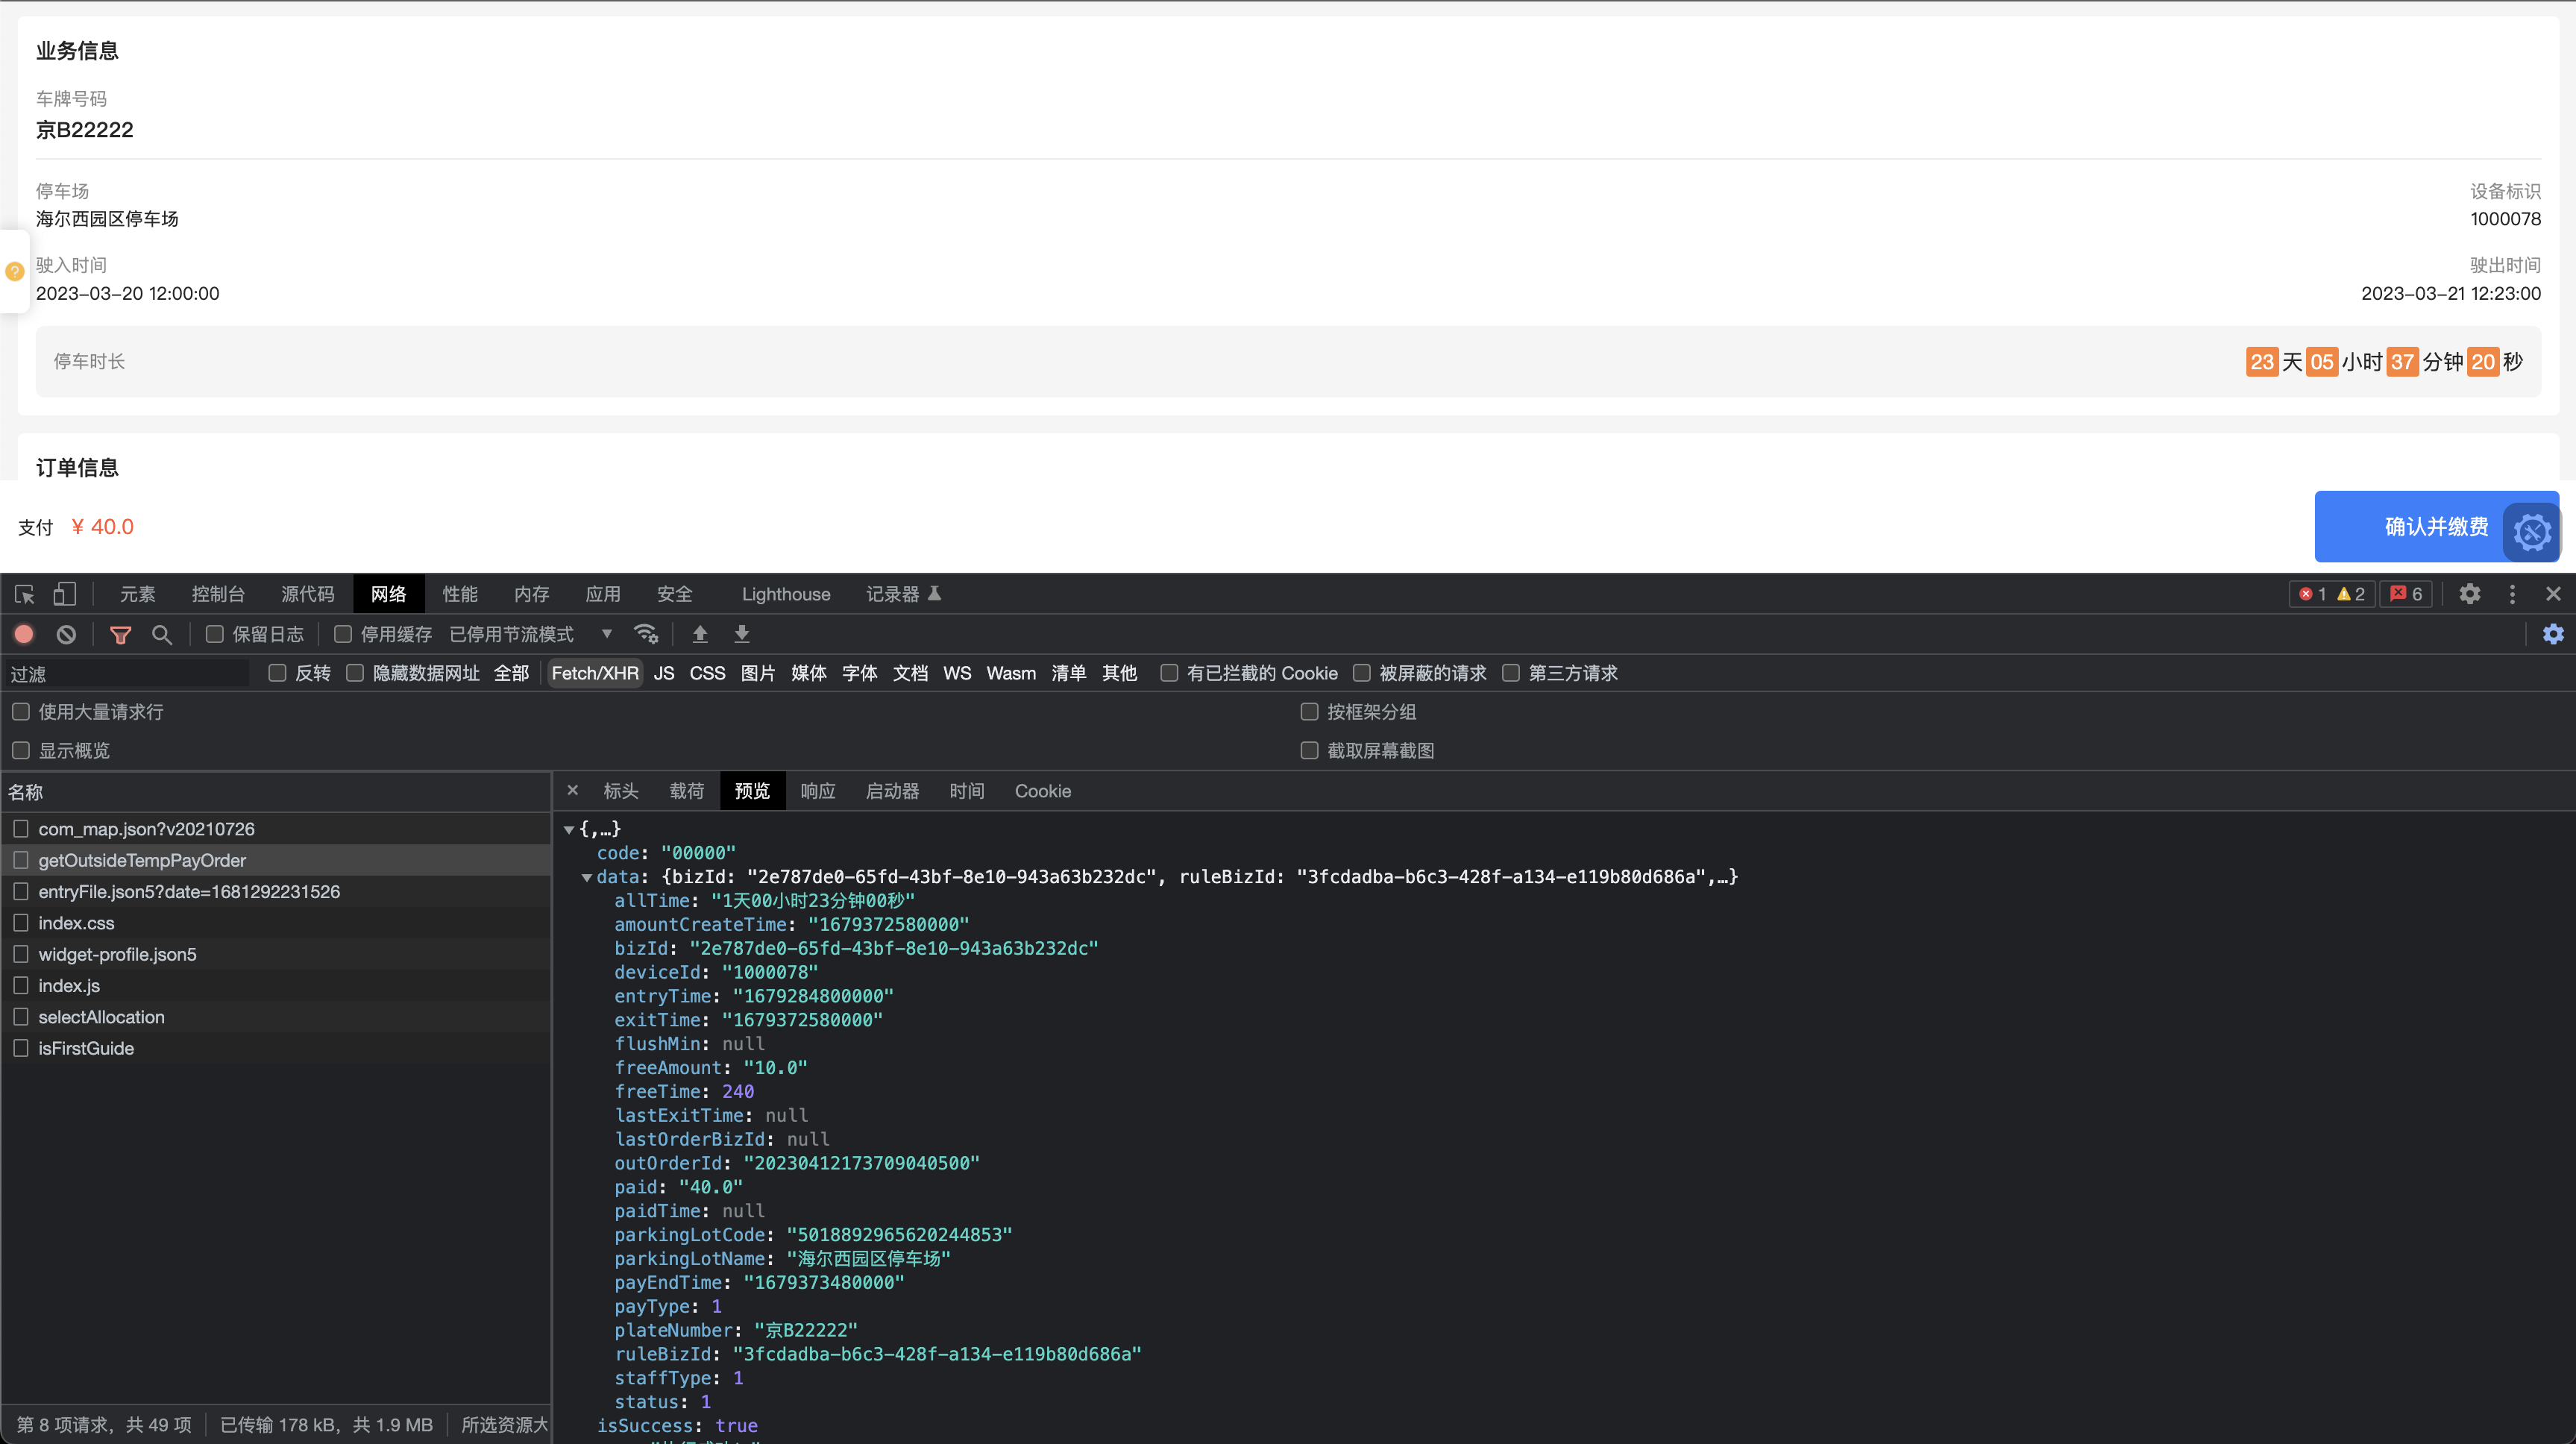 业务信息
车牌号码
京B22222
停车场
设备标识
海尔西园区停车场
1000078
驶入时间
驶出时间
2023-03-20 12:00:00
2023-03-21 12:23:00
停车时长
23天05小时37分钟20秒
订单信息
支付 ¥ 40.0
确认并缴费
元素 控制台 源代码 网络 性能 内存 应用 安全 Lighthouse 记录器
1 2 6
保留日志 停用缓存 已停用节流模式
过滤 反转 隐藏数据网址 全部 Fetch/XHR JS CSS 图片 媒体 字体 文档 WS Wasm 清单 其他 有已拦截的 Cookie 被屏蔽的请求 第三方请求
使用大量请求行 按框架分组
显示概览 截取屏幕截图
名称
com_map.json?v20210726
getOutsideTempPayOrder
entryFile.json5?date=1681292231526
index.css
widget-profile.json5
index.js
selectAllocation
isFirstGuide
第 8 项请求，共 49 项 已传输 178 kB，共 1.9 MB 所选资源大
标头 载荷 预览 响应 启动器 时间 Cookie
{,…}
code: "00000"
data: {bizId: "2e787de0-65fd-43bf-8e10-943a63b232dc", ruleBizId: "3fcdadba-b6c3-428f-a134-e119b80d686a",…}
allTime: "1天00小时23分钟00秒"
amountCreateTime: "1679372580000"
bizId: "2e787de0-65fd-43bf-8e10-943a63b232dc"
deviceId: "1000078"
entryTime: "1679284800000"
exitTime: "1679372580000"
flushMin: null
freeAmount: "10.0"
freeTime: 240
lastExitTime: null
lastOrderBizId: null
outOrderId: "20230412173709040500"
paid: "40.0"
paidTime: null
parkingLotCode: "5018892965620244853"
parkingLotName: "海尔西园区停车场"
payEndTime: "1679373480000"
payType: 1
plateNumber: "京B22222"
ruleBizId: "3fcdadba-b6c3-428f-a134-e119b80d686a"
staffType: 1
status: 1
isSuccess: true